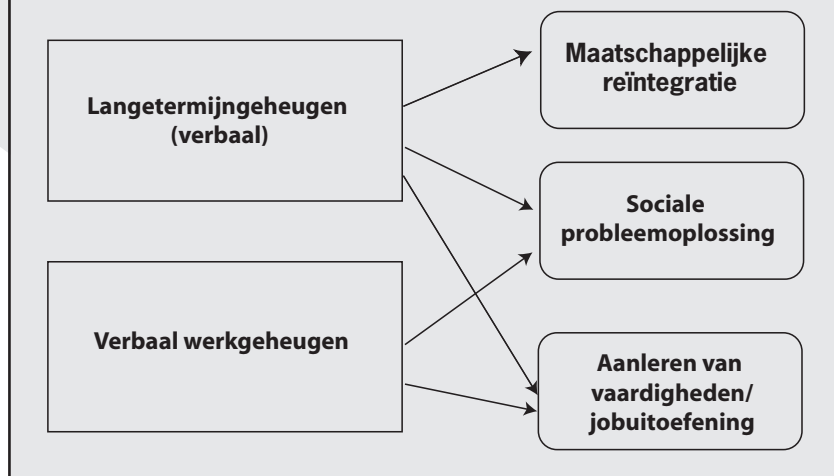 Langetermijngeheugen
(verbaal)
Verbaal werkgeheugen
Maatschappelijke
reïntegratie
Sociale
probleemoplossing
Aanleren van
vaardigheden/
jobuitoefening